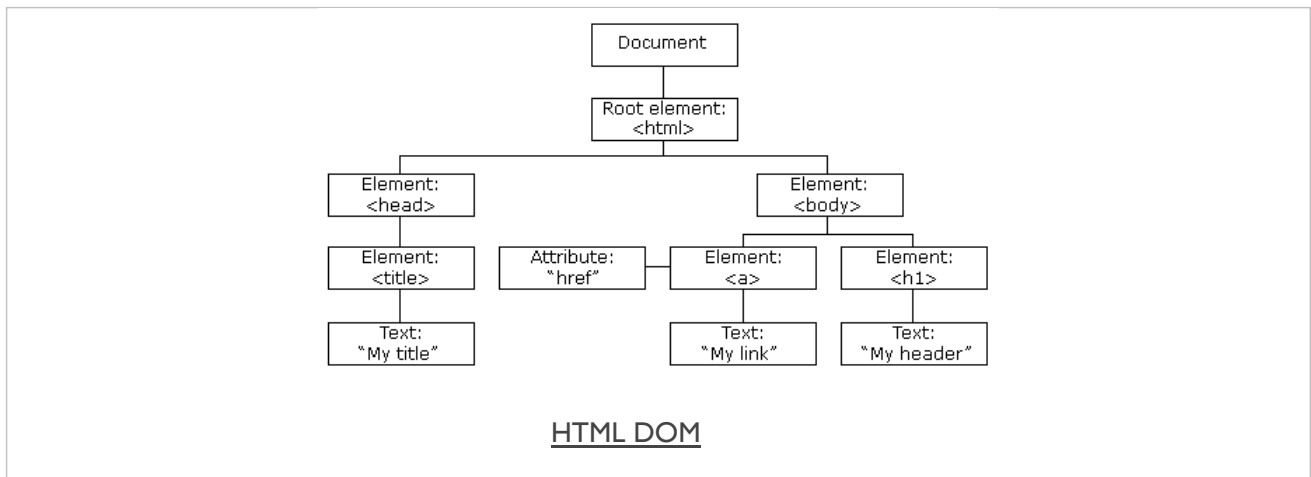 Document
Root element:
<html>
Element:
<head>
Element:
<body>
Element:
<title>
Attribute:
“href”
Element:
<a>
Element:
<h1>
Text:
“My title”
Text:
“My link”
Text:
“My header”
HTML DOM